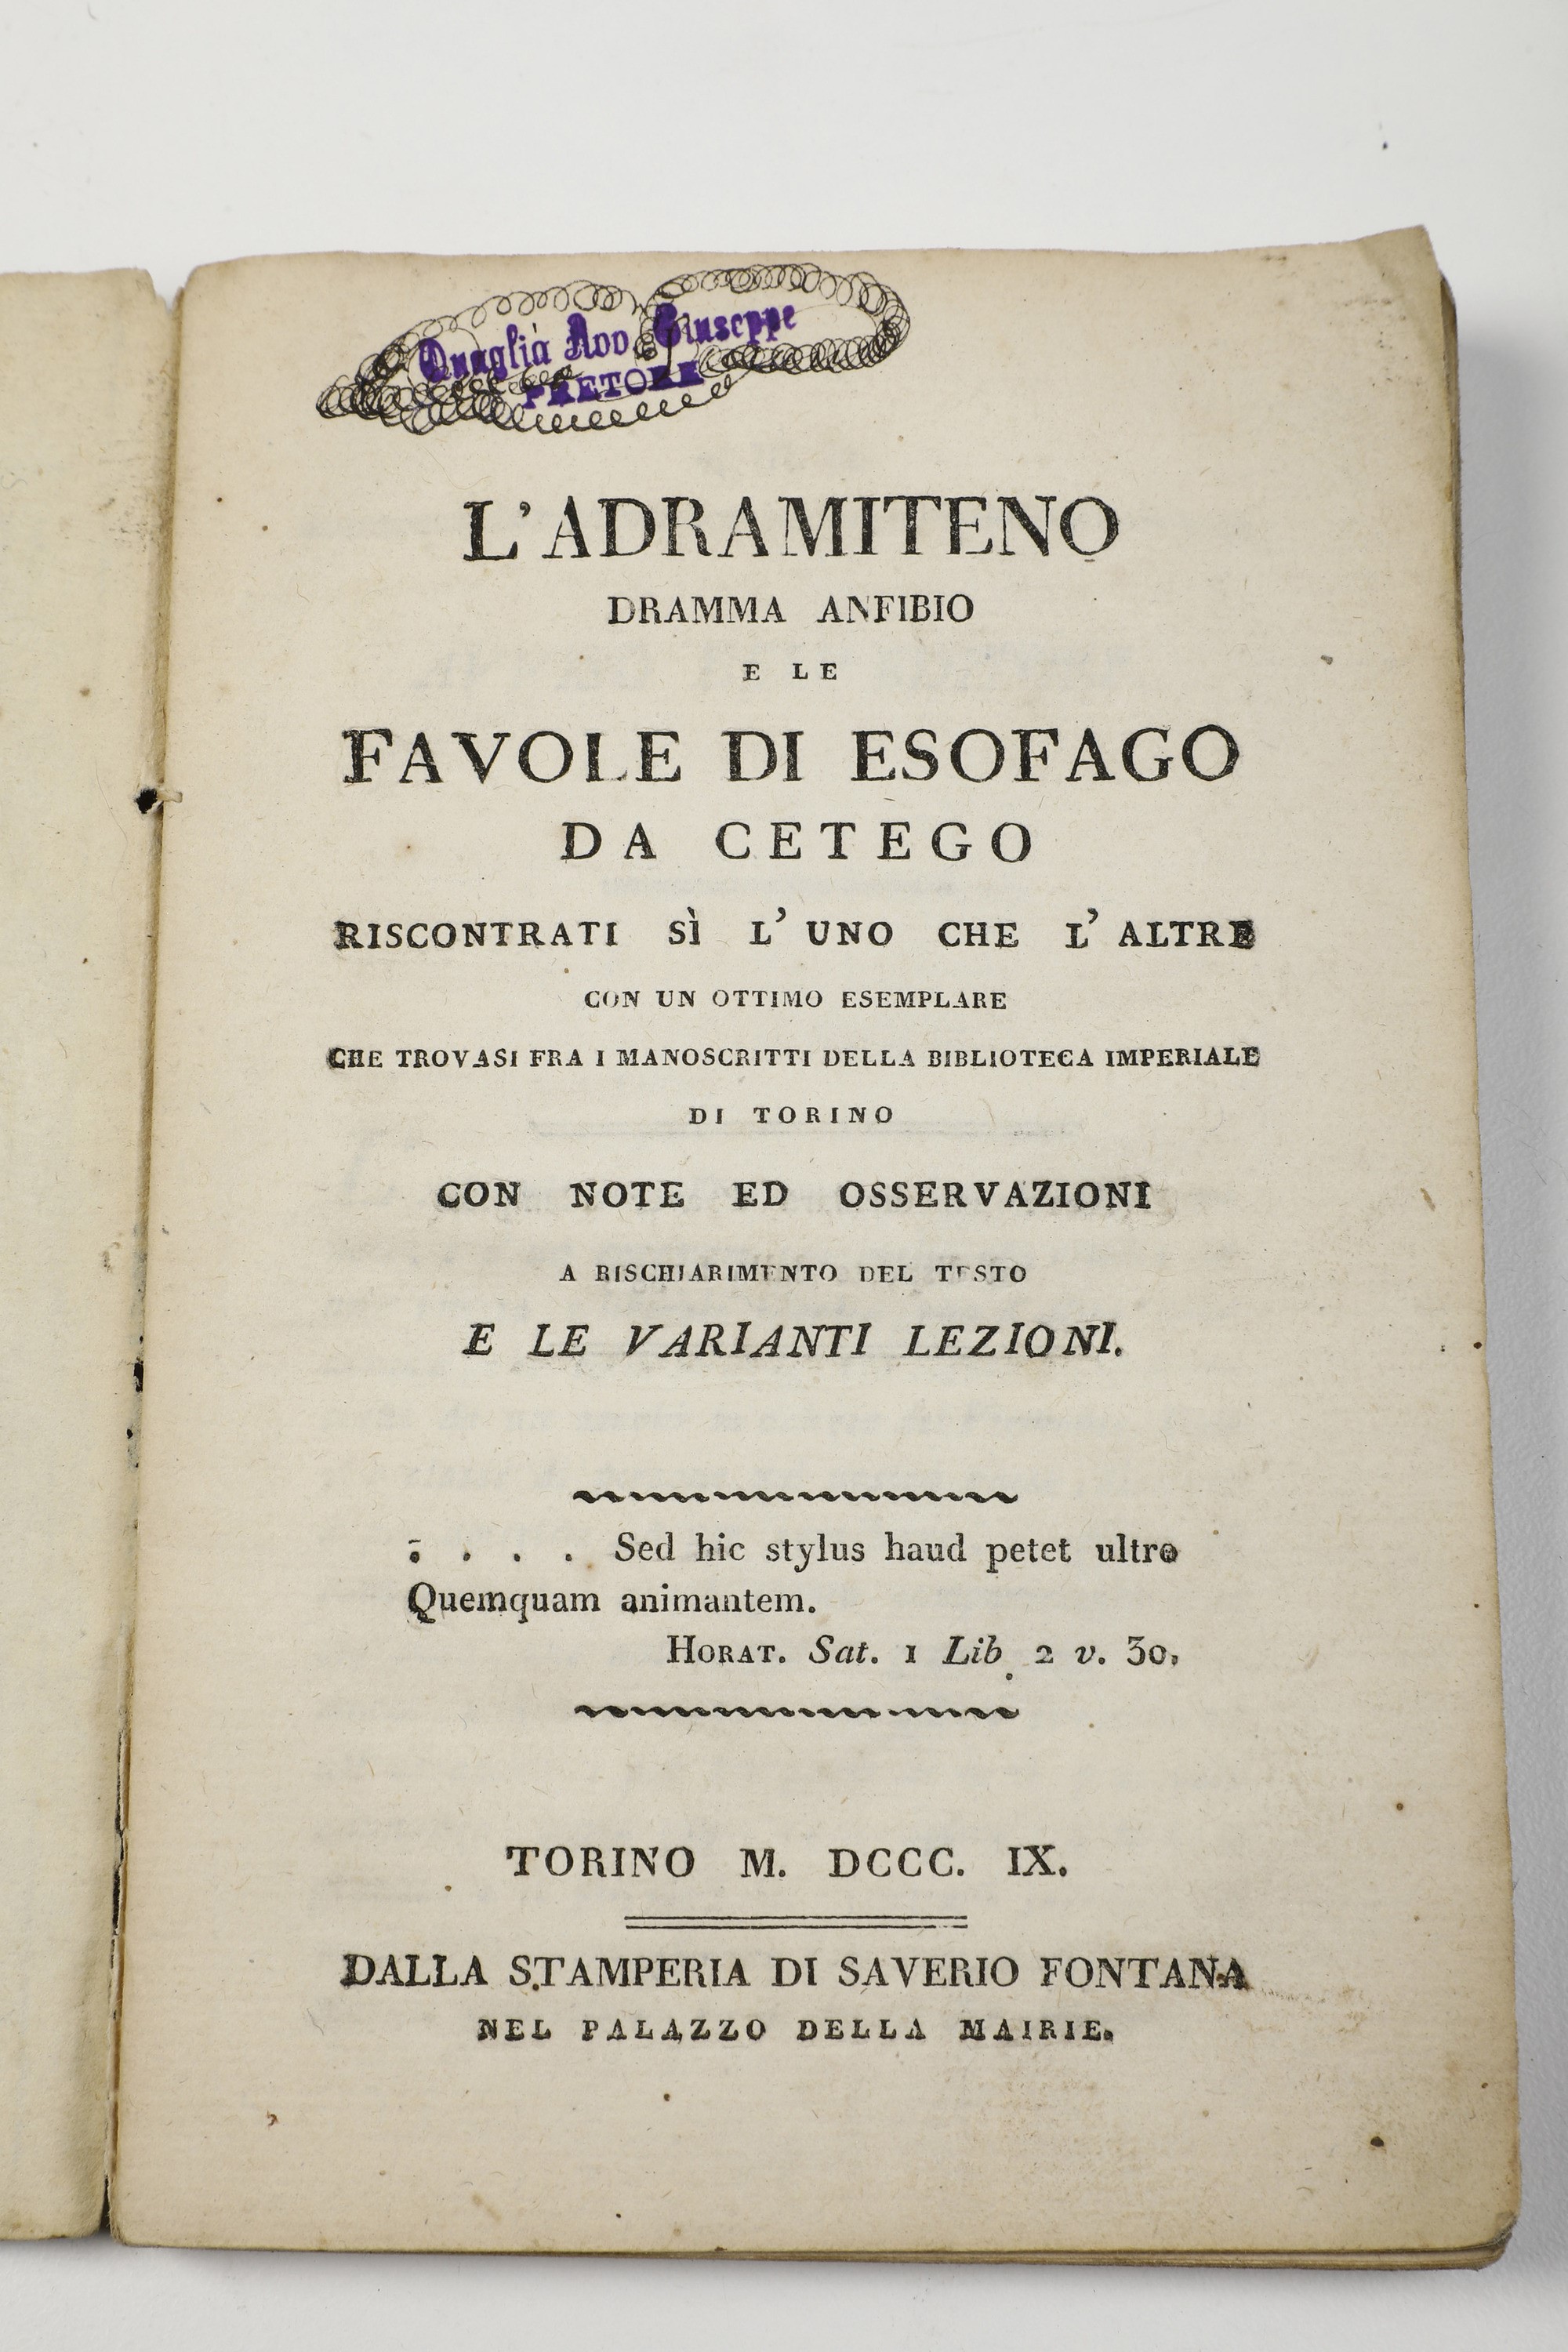 Quaglia Avv. Giuseppe
PRETORE
L'ADRAMITENO
DRAMMA ANFIBIO
E LE
FAVOLE DI ESOFAGO
DA CETEGO
RISCONTRATI SÌ L' UNO CHE L' ALTRE
CON UN OTTIMO ESEMPLARE
CHE TROVASI FRA I MANOSCRITTI DELLA BIBLIOTECA IMPERIALE
DI TORINO
CON NOTE ED OSSERVAZIONI
A RISCHIARIMENTO DEL TESTO
E LE VARIANTI LEZIONI.
. . . . Sed hic stylus haud petet ultro
Quemquam animantem.
HORAT. Sat. 1 Lib. 2 v. 30.
TORINO M. DCCC. IX.
DALLA STAMPERIA DI SAVERIO FONTANA
NEL PALAZZO DELLA MAIRIE.